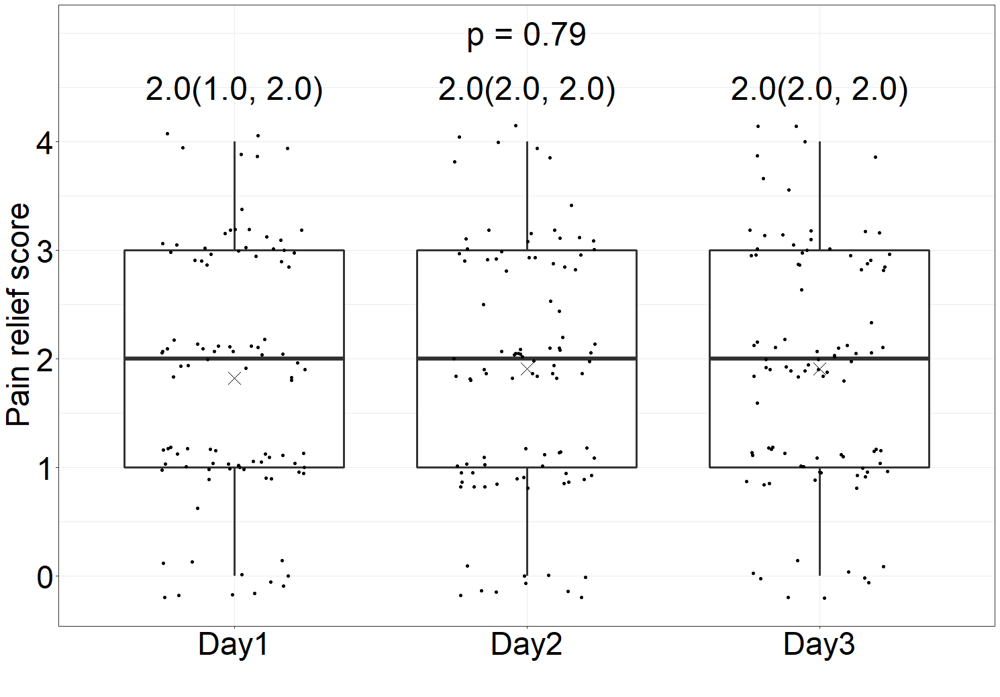 p = 0.79
2.0(1.0, 2.0)
2.0(2.0, 2.0)
2.0(2.0, 2.0)
Pain relief score
4
3
2
1
0
Day1
Day2
Day3